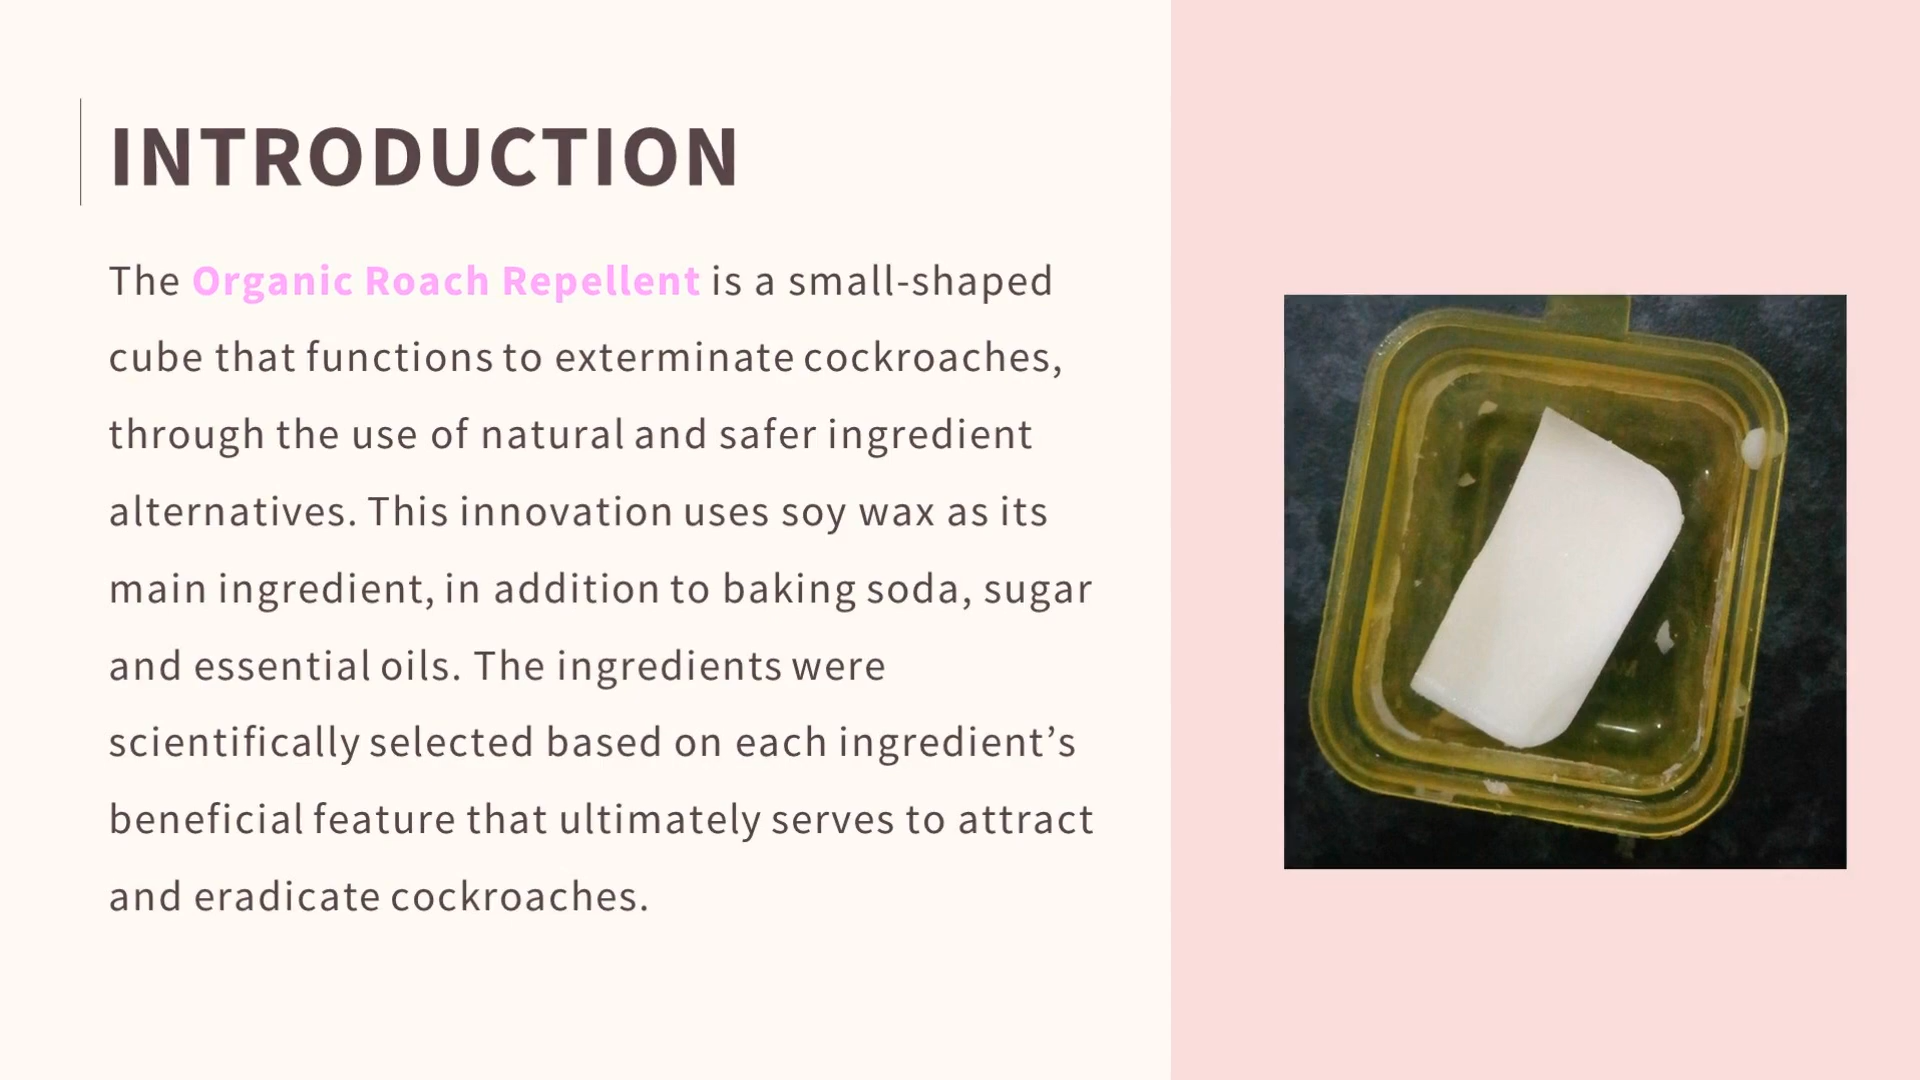 INTRODUCTION
The Organic Roach Repellent is a small-shaped
cube that functions to exterminate cockroaches,
through the use of natural and safer ingredient
alternatives. This innovation uses soy wax as its
main ingredient, in addition to baking soda, sugar
and essential oils. The ingredients were
scientifically selected based on each ingredient’s
beneficial feature that ultimately serves to attract
and eradicate cockroaches.